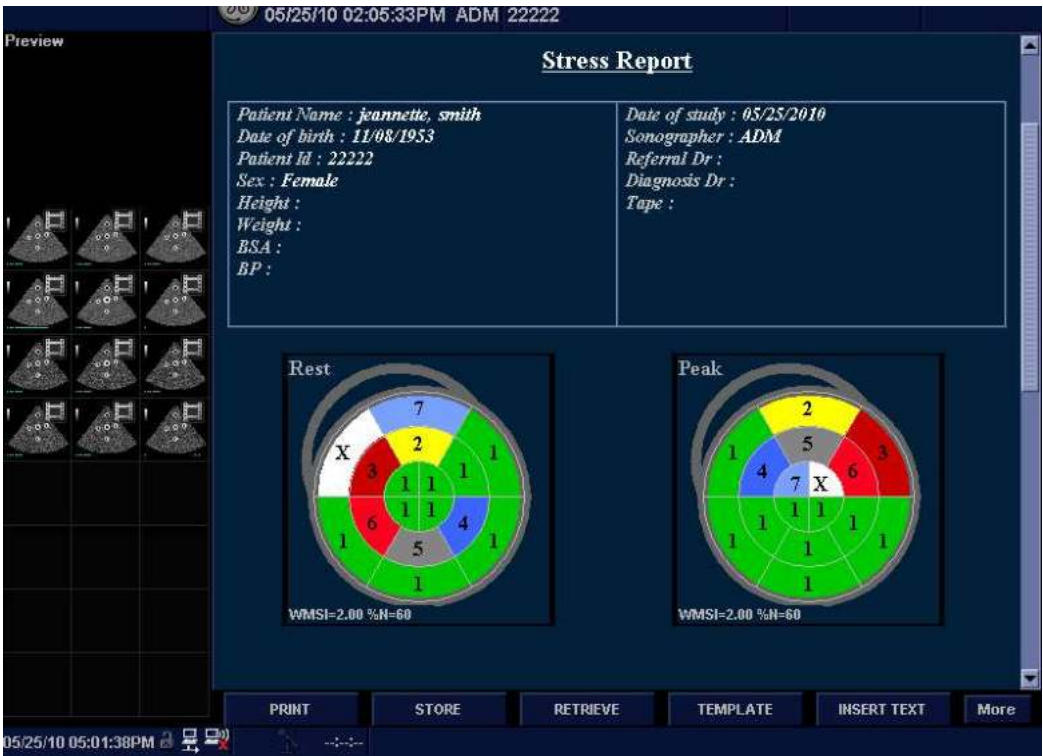 05/25/10 02:05:33PM ADM 22222
Preview
Stress Report
Patient Name : jeannette, smith
Date of birth : 11/08/1953
Patient Id : 22222
Sex : Female
Height :
Weight :
BSA :
BP :
Date of study : 05/25/2010
Sonographer : ADM
Referral Dr :
Diagnosis Dr :
Tape :
Rest
7
X 2 1
3 1
1 1
1 1
6 4
1 5 1
1
WMSI=2.00 %N=60
Peak
2
1 5 3
4 6
7 X
1 1
1 1
1 1 1
1
WMSI=2.00 %N=60
PRINT STORE RETRIEVE TEMPLATE INSERT TEXT More
05/25/10 05:01:38PM --:--:--